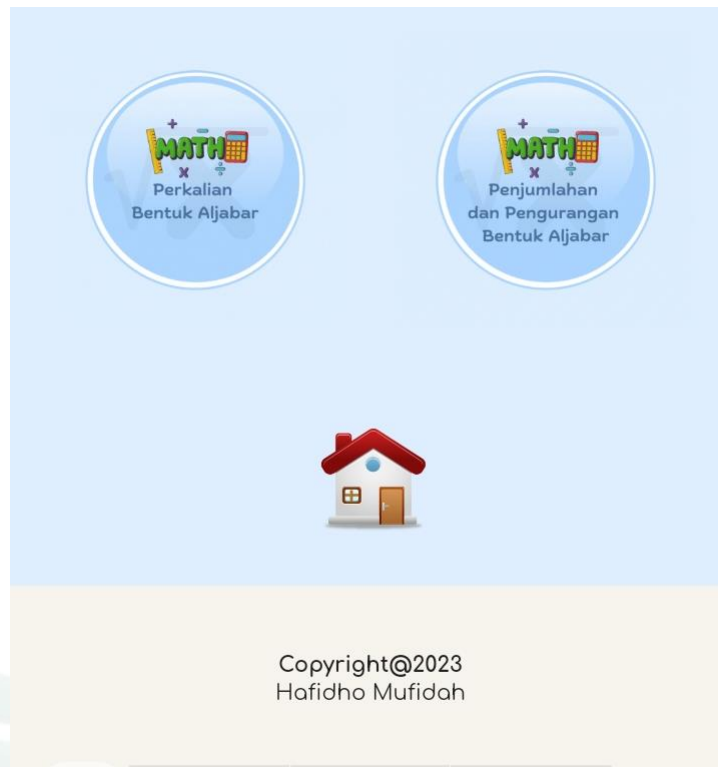 MATH
Perkalian
Bentuk Aljabar
MATH
Penjumlahan
dan Pengurangan
Bentuk Aljabar
Copyright@2023
Hafidho Mufidah